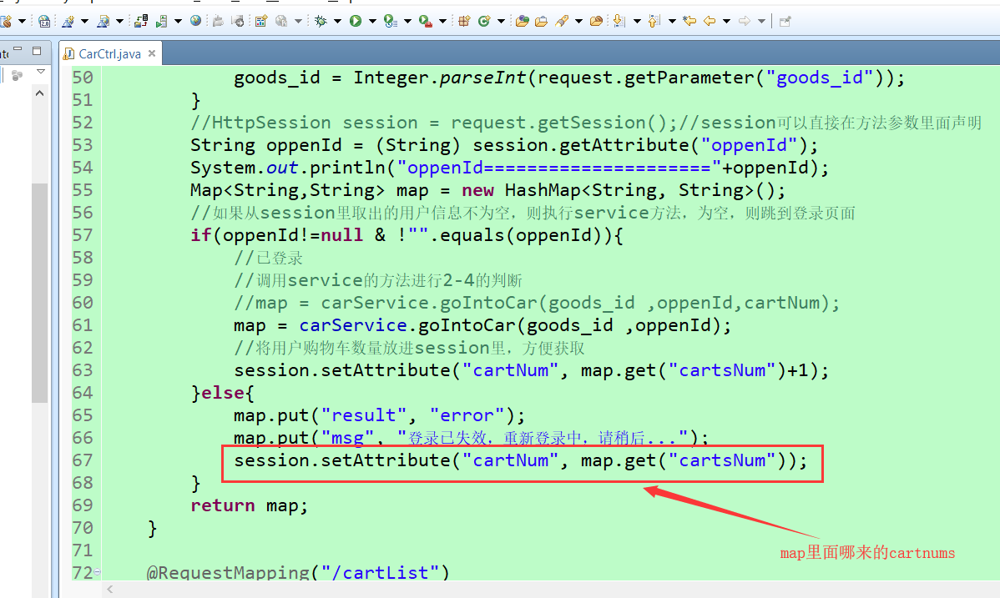 CarCtrl.java
50 goods_id = Integer.parseInt(request.getParameter("goods_id"));
51 }
52 //HttpSession session = request.getSession();//session可以直接在方法参数里面声明
53 String oppenId = (String) session.getAttribute("oppenId");
54 System.out.println("oppenId====================="+oppenId);
55 Map<String,String> map = new HashMap<String, String>();
56 //如果从session里取出的用户信息不为空，则执行service方法，为空，则跳到登录页面
57 if(oppenId!=null & !"".equals(oppenId)){
58 //已登录
59 //调用service的方法进行2-4的判断
60 //map = carService.goIntoCar(goods_id ,oppenId,cartNum);
61 map = carService.goIntoCar(goods_id ,oppenId);
62 //将用户购物车数量放进session里，方便获取
63 session.setAttribute("cartNum", map.get("cartsNum")+1);
64 }else{
65 map.put("result", "error");
66 map.put("msg", "登录已失效，重新登录中，请稍后...");
67 session.setAttribute("cartNum", map.get("cartsNum"));
68 }
69 return map;
70 }
map里面哪来的cartnums
71
72 @RequestMapping("/cartList")